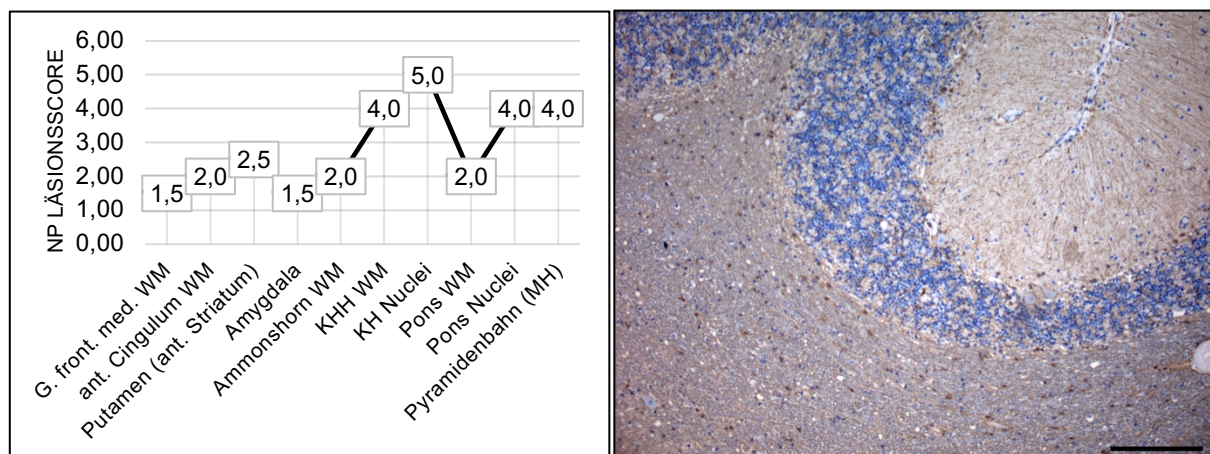 NP LÄSIONSSCORE
6,00
5,00
4,00
3,00
2,00
1,00
0,00
1,5
2,0
2,5
1,5
2,0
4,0
5,0
2,0
4,0
4,0
G. front. med. WM
ant. Cingulum WM
Putamen (ant. Striatum)
Amygdala
Ammonshorn WM
KHH WM
KH Nuclei
Pons WM
Pons Nuclei
Pyramidenbahn (MH)